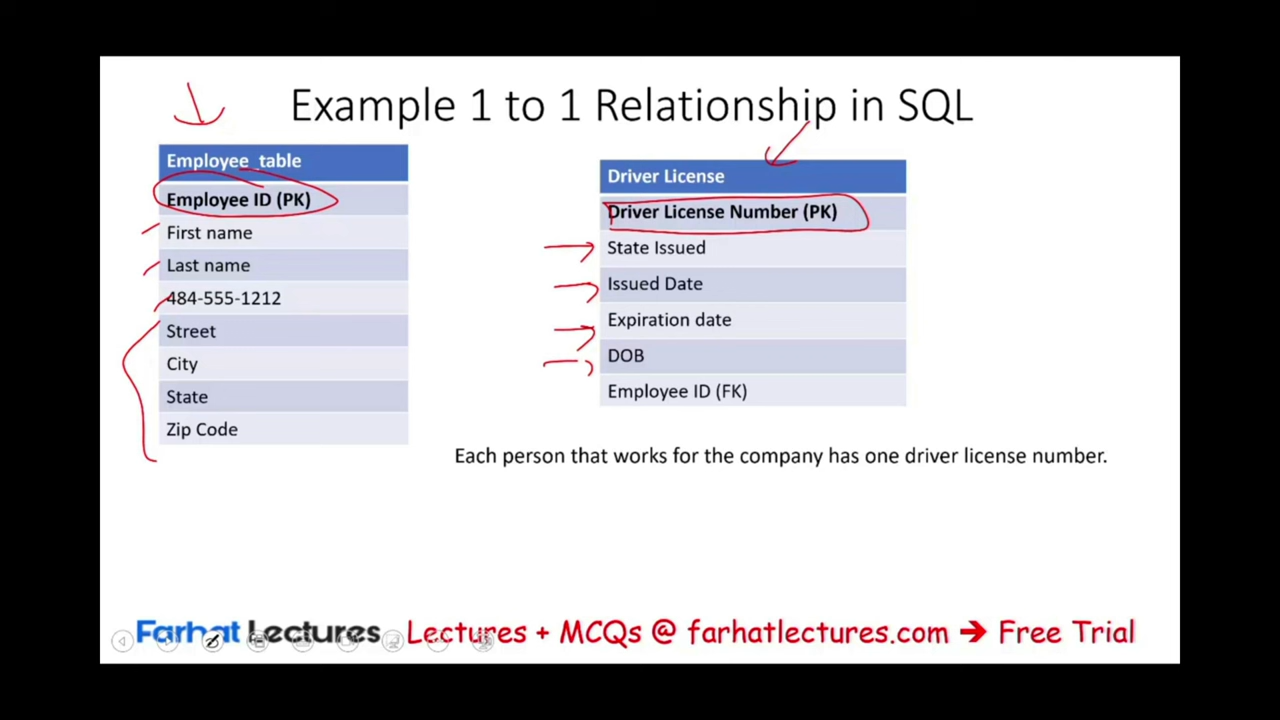 Example 1 to 1 Relationship in SQL
Employee_table
Employee ID (PK)
First name
Last name
484-555-1212
Street
City
State
Zip Code
Driver License
Driver License Number (PK)
State Issued
Issued Date
Expiration date
DOB
Employee ID (FK)
Each person that works for the company has one driver license number.
Farhat Lectures Lectures + MCQs @ farhatlectures.com ➔ Free Trial